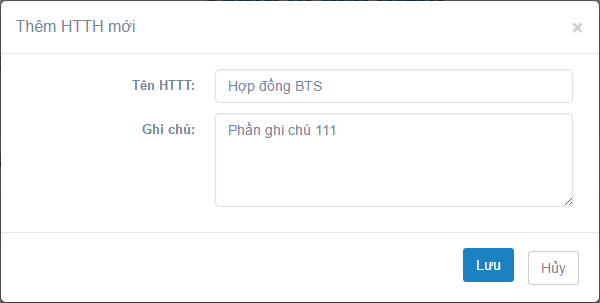 Thêm HTTH mới
×
Tên HTTT:
Hợp đồng BTS
Ghi chú:
Phần ghi chú 111
Lưu
Hủy